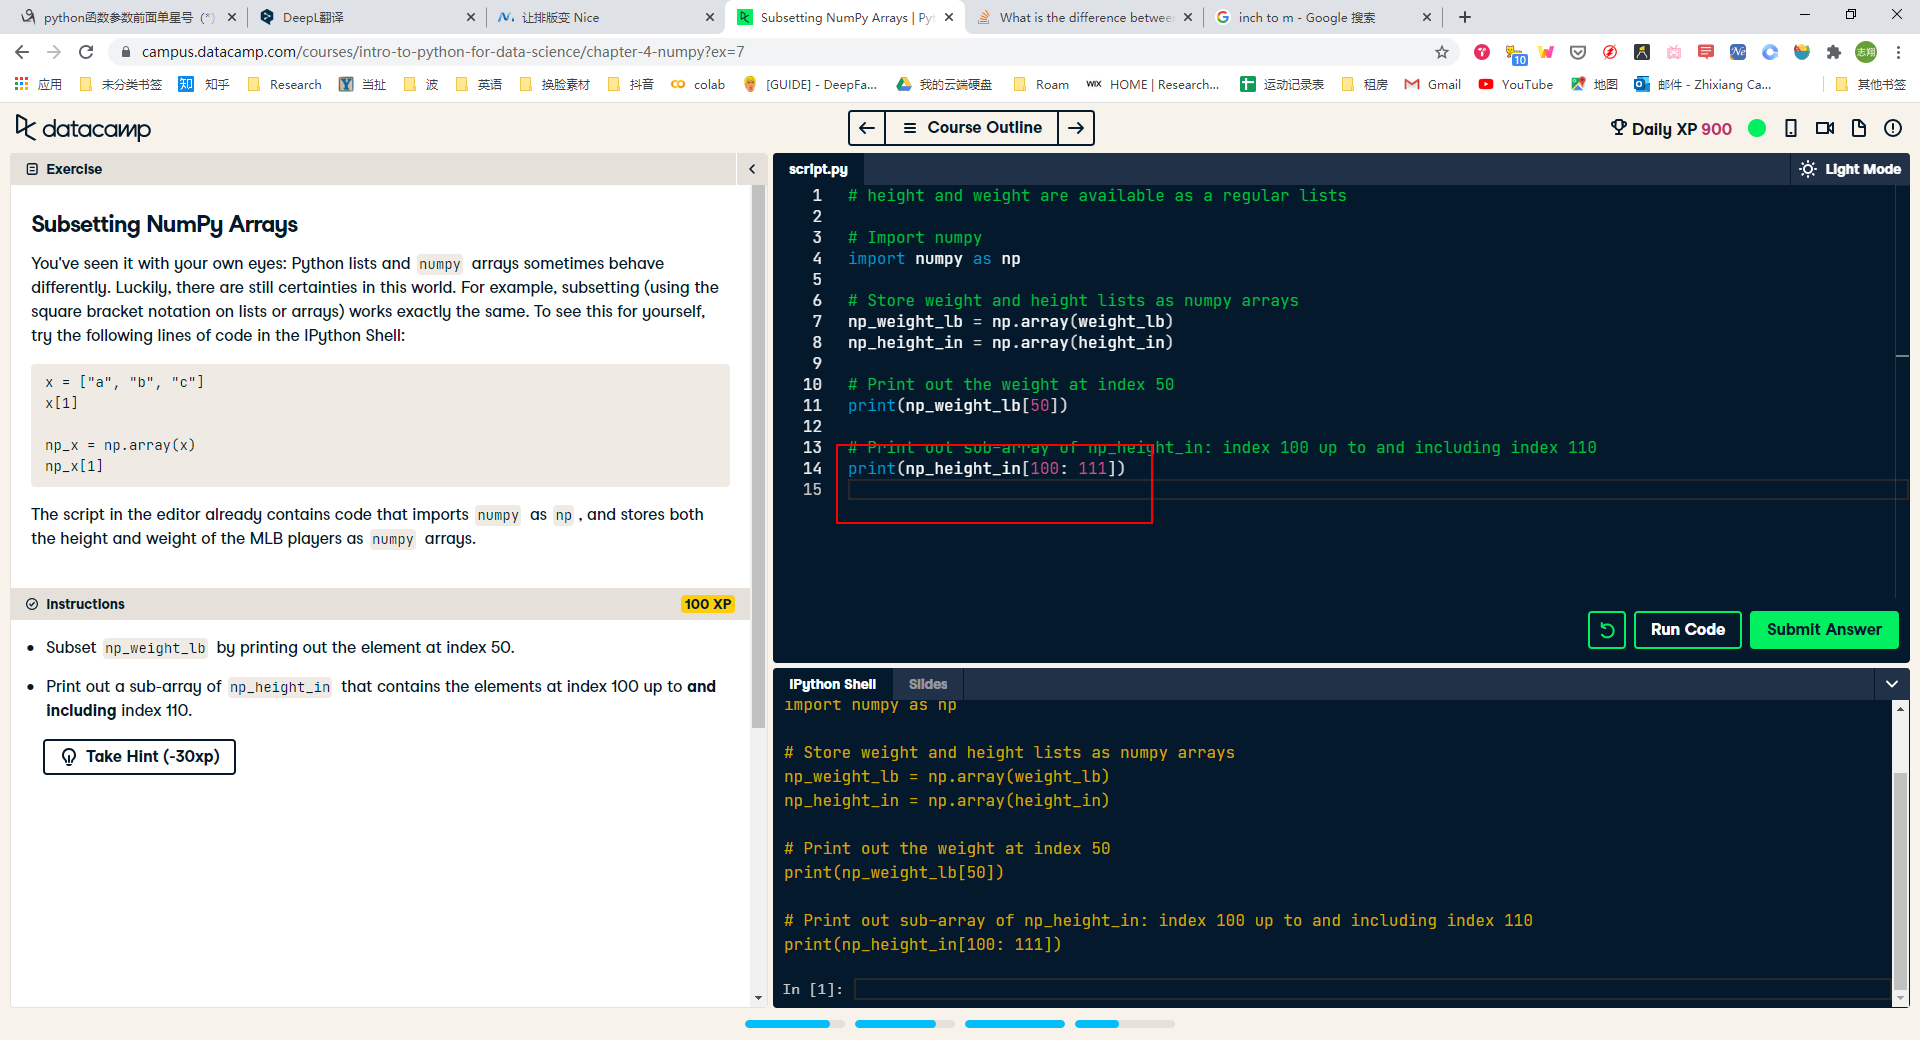 python函数参数前面单星号（*）
DeepL翻译
让排版变 Nice
Subsetting NumPy Arrays | Pyt
What is the difference betwee
inch to m - Google 搜索
campus.datacamp.com/courses/intro-to-python-for-data-science/chapter-4-numpy?ex=7
10
志翔
应用
未分类书签
知 知乎
Research
当扯
波
英语
换脸素材
抖音
colab
[GUIDE] - DeepFa...
我的云端硬盘
Roam
WIX HOME | Research...
运动记录表
租房
Gmail
YouTube
地图
邮件 - Zhixiang Ca...
其他书签
datacamp
Course Outline
Daily XP 900
Exercise
Subsetting NumPy Arrays
You've seen it with your own eyes: Python lists and numpy arrays sometimes behave
differently. Luckily, there are still certainties in this world. For example, subsetting (using the
square bracket notation on lists or arrays) works exactly the same. To see this for yourself,
try the following lines of code in the IPython Shell:
x = ["a", "b", "c"]
x[1]
np_x = np.array(x)
np_x[1]
The script in the editor already contains code that imports numpy as np , and stores both
the height and weight of the MLB players as numpy arrays.
Instructions
100 XP
• Subset np_weight_lb by printing out the element at index 50.
• Print out a sub-array of np_height_in that contains the elements at index 100 up to and
including index 110.
Take Hint (-30xp)
script.py
Light Mode
1 # height and weight are available as a regular lists
2
3 # Import numpy
4 import numpy as np
5
6 # Store weight and height lists as numpy arrays
7 np_weight_lb = np.array(weight_lb)
8 np_height_in = np.array(height_in)
9
10 # Print out the weight at index 50
11 print(np_weight_lb[50])
12
13 # Print out sub-array of np_height_in: index 100 up to and including index 110
14 print(np_height_in[100: 111])
15
Run Code
Submit Answer
IPython Shell
Slides
import numpy as np
# Store weight and height lists as numpy arrays
np_weight_lb = np.array(weight_lb)
np_height_in = np.array(height_in)
# Print out the weight at index 50
print(np_weight_lb[50])
# Print out sub-array of np_height_in: index 100 up to and including index 110
print(np_height_in[100: 111])
In [1]: